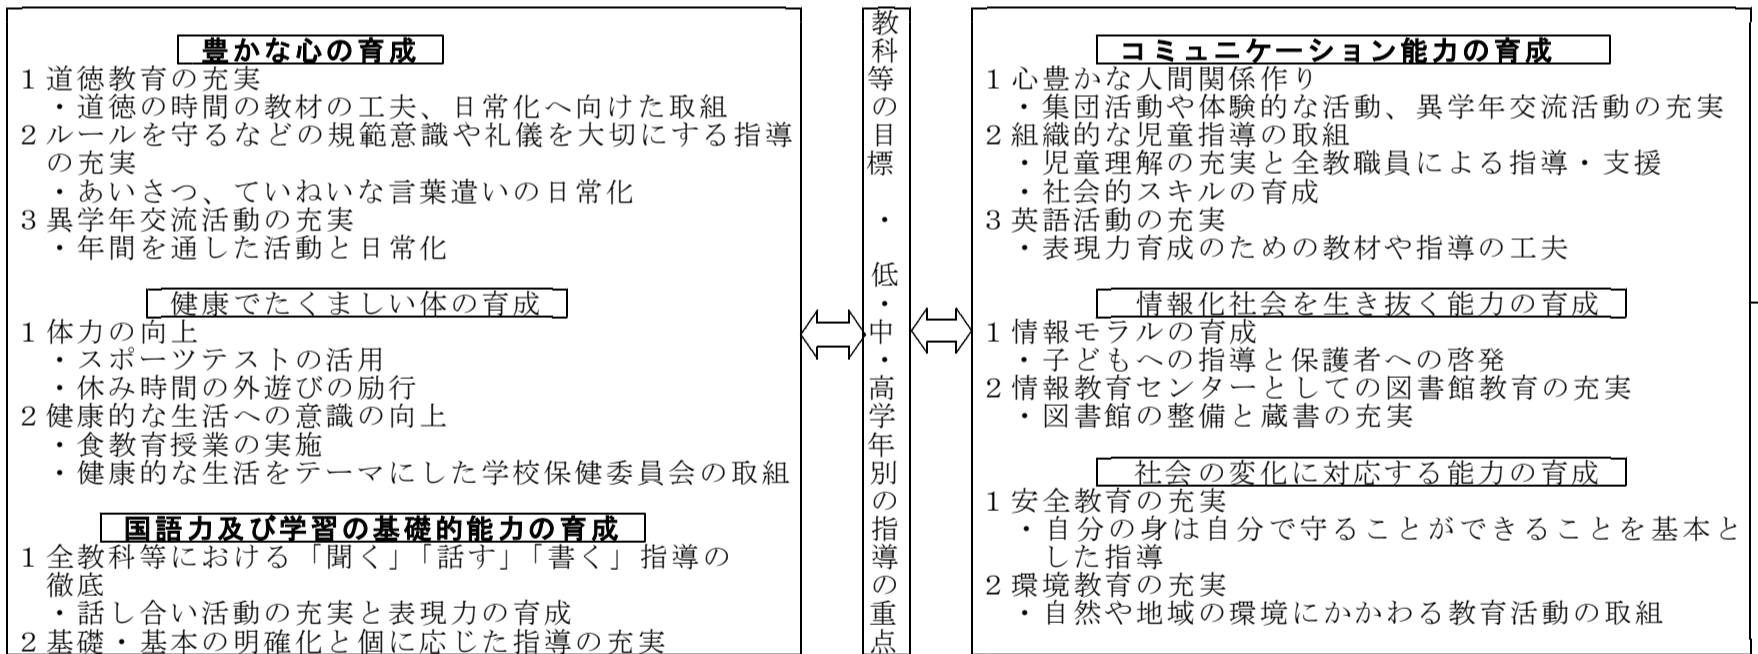 豊かな心の育成
1 道徳教育の充実
・道徳の時間の教材の工夫、日常化へ向けた取組
2 ルールを守るなどの規範意識や礼儀を大切にする指導
の充実
・あいさつ、ていねいな言葉遣いの日常化
3 異学年交流活動の充実
・年間を通した活動と日常化
健康でたくましい体の育成
1 体力の向上
・スポーツテストの活用
・休み時間の外遊びの励行
2 健康的な生活への意識の向上
・食教育授業の実施
・健康的な生活をテーマにした学校保健委員会の取組
国語力及び学習の基礎的能力の育成
1 全教科等における「聞く」「話す」「書く」指導の
徹底
・話し合い活動の充実と表現力の育成
2 基礎・基本の明確化と個に応じた指導の充実
教科等の目標・低・中・高学年別の指導の重点
コミュニケーション能力の育成
1 心豊かな人間関係作り
・集団活動や体験的な活動、異学年交流活動の充実
2 組織的な児童指導の取組
・児童理解の充実と全教職員による指導・支援
・社会的スキルの育成
3 英語活動の充実
・表現力育成のための教材や指導の工夫
情報化社会を生き抜く能力の育成
1 情報モラルの育成
・子どもへの指導と保護者への啓発
2 情報教育センターとしての図書館教育の充実
・図書館の整備と蔵書の充実
社会の変化に対応する能力の育成
1 安全教育の充実
・自分の身は自分で守ることができることを基本と
した指導
2 環境教育の充実
・自然や地域の環境にかかわる教育活動の取組